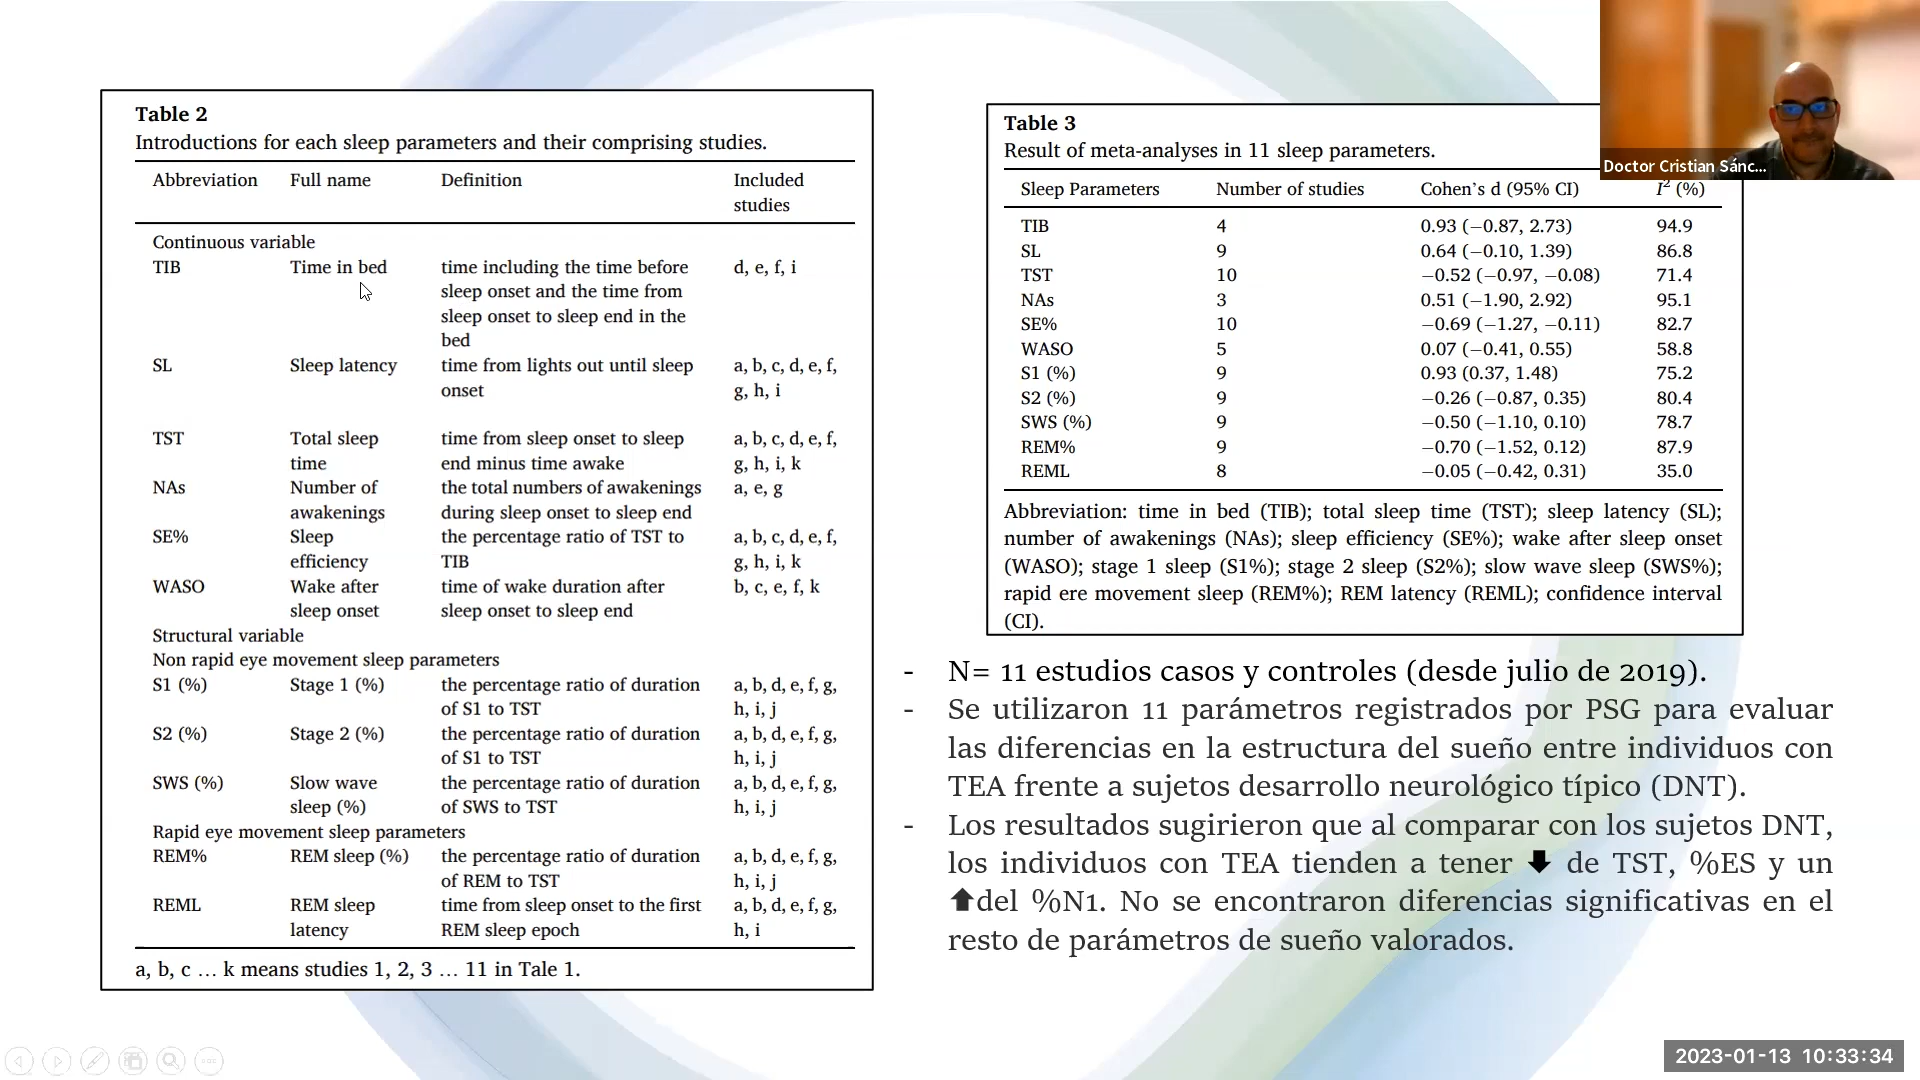 Table 2
Introductions for each sleep parameters and their comprising studies.
Abbreviation Full name Definition Included
studies
Continuous variable
TIB Time in bed time including the time before d, e, f, i
sleep onset and the time from
sleep onset to sleep end in the
bed
SL Sleep latency time from lights out until sleep a, b, c, d, e, f,
onset g, h, i
TST Total sleep time from sleep onset to sleep a, b, c, d, e, f,
time end minus time awake g, h, i, k
NAs Number of the total numbers of awakenings a, e, g
awakenings during sleep onset to sleep end
SE% Sleep the percentage ratio of TST to a, b, c, d, e, f,
efficiency TIB g, h, i, k
WASO Wake after time of wake duration after b, c, e, f, k
sleep onset sleep onset to sleep end
Structural variable
Non rapid eye movement sleep parameters
S1 (%) Stage 1 (%) the percentage ratio of duration a, b, d, e, f, g,
of S1 to TST h, i, j
S2 (%) Stage 2 (%) the percentage ratio of duration a, b, d, e, f, g,
of S1 to TST h, i, j
SWS (%) Slow wave the percentage ratio of duration a, b, d, e, f, g,
sleep (%) of SWS to TST h, i, j
Rapid eye movement sleep parameters
REM% REM sleep (%) the percentage ratio of duration a, b, d, e, f, g,
of REM to TST h, i, j
REML REM sleep time from sleep onset to the first a, b, d, e, f, g,
latency REM sleep epoch h, i
a, b, c … k means studies 1, 2, 3 … 11 in Tale 1.
Table 3
Result of meta-analyses in 11 sleep parameters.
Sleep Parameters Number of studies Cohen's d (95% CI) I² (%)
TIB 4 0.93 (−0.87, 2.73) 94.9
SL 9 0.64 (−0.10, 1.39) 86.8
TST 10 −0.52 (−0.97, −0.08) 71.4
NAs 3 0.51 (−1.90, 2.92) 95.1
SE% 10 −0.69 (−1.27, −0.11) 82.7
WASO 5 0.07 (−0.41, 0.55) 58.8
S1 (%) 9 0.93 (0.37, 1.48) 75.2
S2 (%) 9 −0.26 (−0.87, 0.35) 80.4
SWS (%) 9 −0.50 (−1.10, 0.10) 78.7
REM% 9 −0.70 (−1.52, 0.12) 87.9
REML 8 −0.05 (−0.42, 0.31) 35.0
Abbreviation: time in bed (TIB); total sleep time (TST); sleep latency (SL);
number of awakenings (NAs); sleep efficiency (SE%); wake after sleep onset
(WASO); stage 1 sleep (S1%); stage 2 sleep (S2%); slow wave sleep (SWS%);
rapid ere movement sleep (REM%); REM latency (REML); confidence interval
(CI).
Doctor Cristian Sánc...
- N= 11 estudios casos y controles (desde julio de 2019).
- Se utilizaron 11 parámetros registrados por PSG para evaluar
las diferencias en la estructura del sueño entre individuos con
TEA frente a sujetos desarrollo neurológico típico (DNT).
- Los resultados sugirieron que al comparar con los sujetos DNT,
los individuos con TEA tienden a tener ⬇ de TST, %ES y un
⬆del %N1. No se encontraron diferencias significativas en el
resto de parámetros de sueño valorados.
2023-01-13 10:33:34